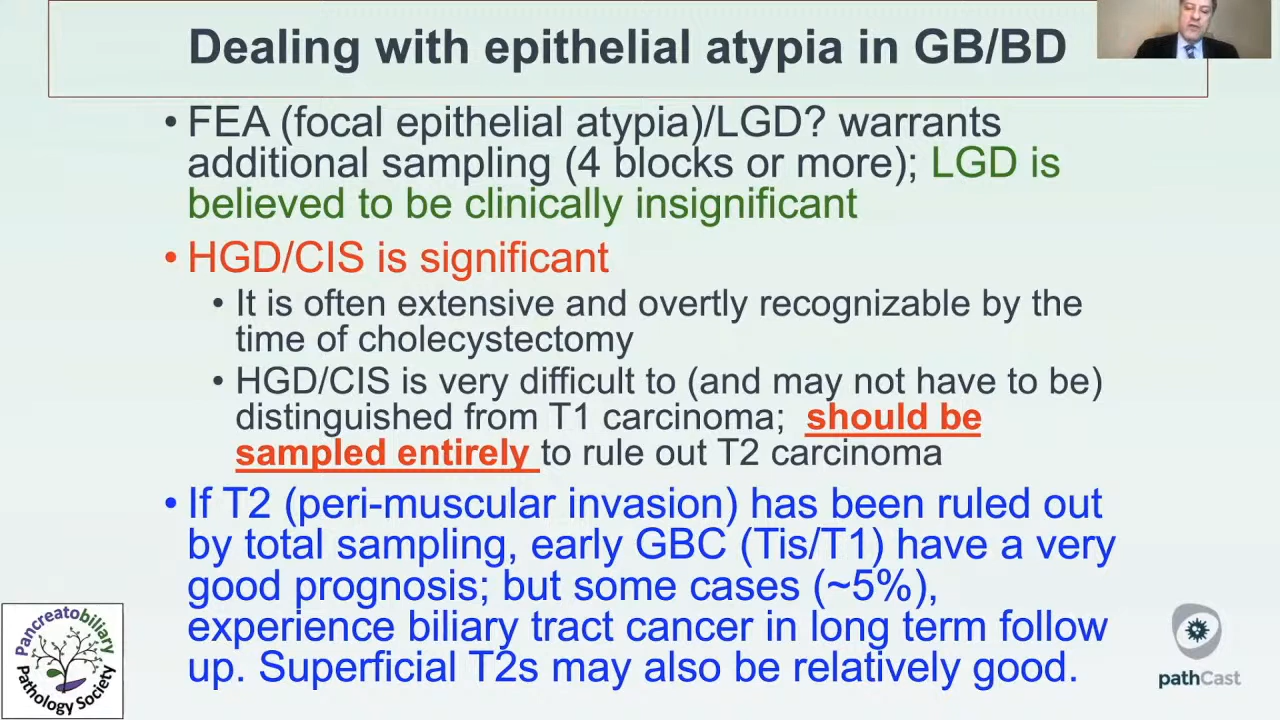 Dealing with epithelial atypia in GB/BD
• FEA (focal epithelial atypia)/LGD? warrants
additional sampling (4 blocks or more); LGD is
believed to be clinically insignificant
• HGD/CIS is significant
• It is often extensive and overtly recognizable by the
time of cholecystectomy
• HGD/CIS is very difficult to (and may not have to be)
distinguished from T1 carcinoma; should be
sampled entirely to rule out T2 carcinoma
• If T2 (peri-muscular invasion) has been ruled out
by total sampling, early GBC (Tis/T1) have a very
good prognosis; but some cases (~5%),
experience biliary tract cancer in long term follow
up. Superficial T2s may also be relatively good.
Pancreatobiliary
Pathology Society
pathCast